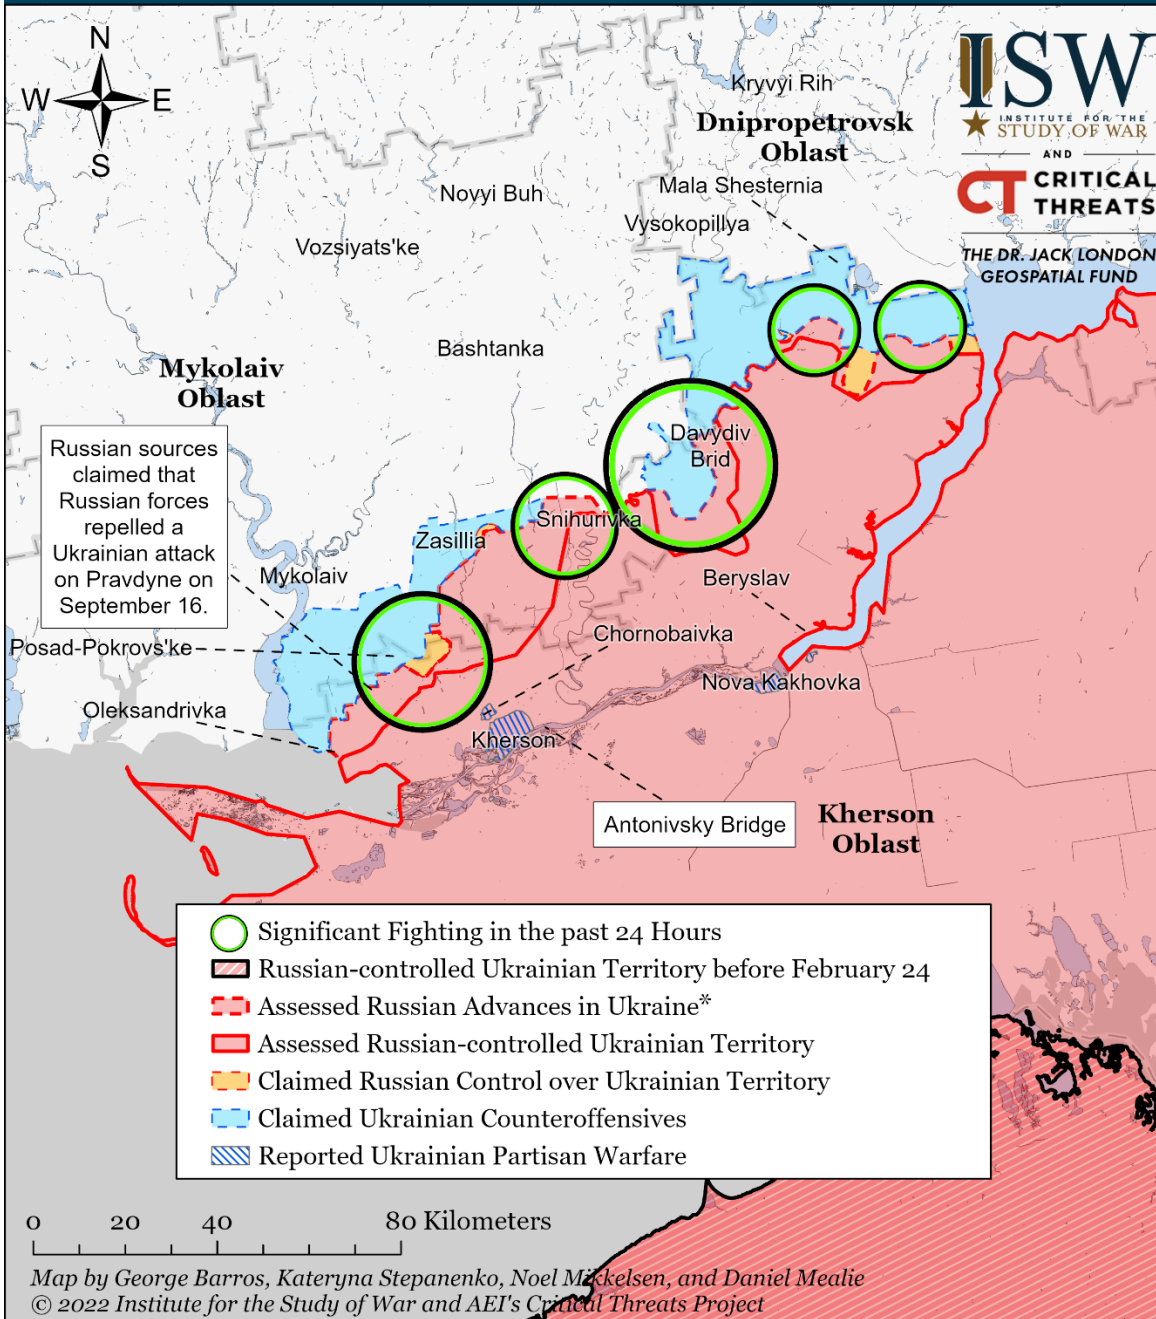 N
W E
S
ISW
INSTITUTE FOR THE
STUDY OF WAR
AND
CT CRITICAL
THREATS
THE DR. JACK LONDON
GEOSPATIAL FUND
Kryvyi Rih
Dnipropetrovsk
Oblast
Mala Shesternia
Novyi Buh
Vysokopillya
Vozsiyats'ke
Bashtanka
Mykolaiv
Oblast
Russian sources
claimed that
Russian forces
repelled a
Ukrainian attack
on Pravdyne on
September 16.
Davydiv
Brid
Snihurivka
Zasillia
Mykolaiv
Beryslav
Chornobaivka
Posad-Pokrovs'ke
Nova Kakhovka
Oleksandrivka
Kherson
Antonivsky Bridge
Kherson
Oblast
Significant Fighting in the past 24 Hours
Russian-controlled Ukrainian Territory before February 24
Assessed Russian Advances in Ukraine*
Assessed Russian-controlled Ukrainian Territory
Claimed Russian Control over Ukrainian Territory
Claimed Ukrainian Counteroffensives
Reported Ukrainian Partisan Warfare
0 20 40 80 Kilometers
Map by George Barros, Kateryna Stepanenko, Noel Mikkelsen, and Daniel Mealie
© 2022 Institute for the Study of War and AEI's Critical Threats Project